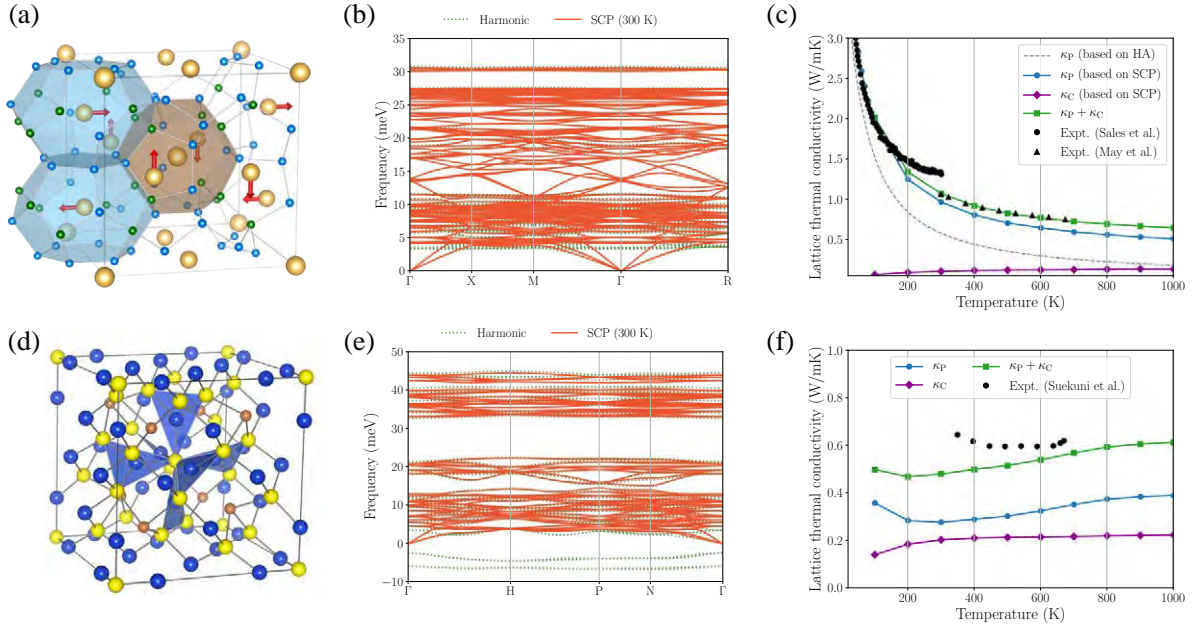 (a)
(b)
Harmonic
SCP (300 K)
Frequency (meV)
35
30
25
20
15
10
5
0
Γ
X
M
Γ
R
(c)
Lattice thermal conductivity (W/mK)
3.0
2.5
2.0
1.5
1.0
0.5
κP (based on HA)
κP (based on SCP)
κC (based on SCP)
κP + κC
Expt. (Sales et al.)
Expt. (May et al.)
200
400
600
800
1000
Temperature (K)
(d)
(e)
Harmonic
SCP (300 K)
Frequency (meV)
50
40
30
20
10
0
−10
Γ
H
P
N
Γ
(f)
Lattice thermal conductivity (W/mK)
1.0
0.8
0.6
0.4
0.2
0.0
κP
κC
κP + κC
Expt. (Suekuni et al.)
200
400
600
800
1000
Temperature (K)